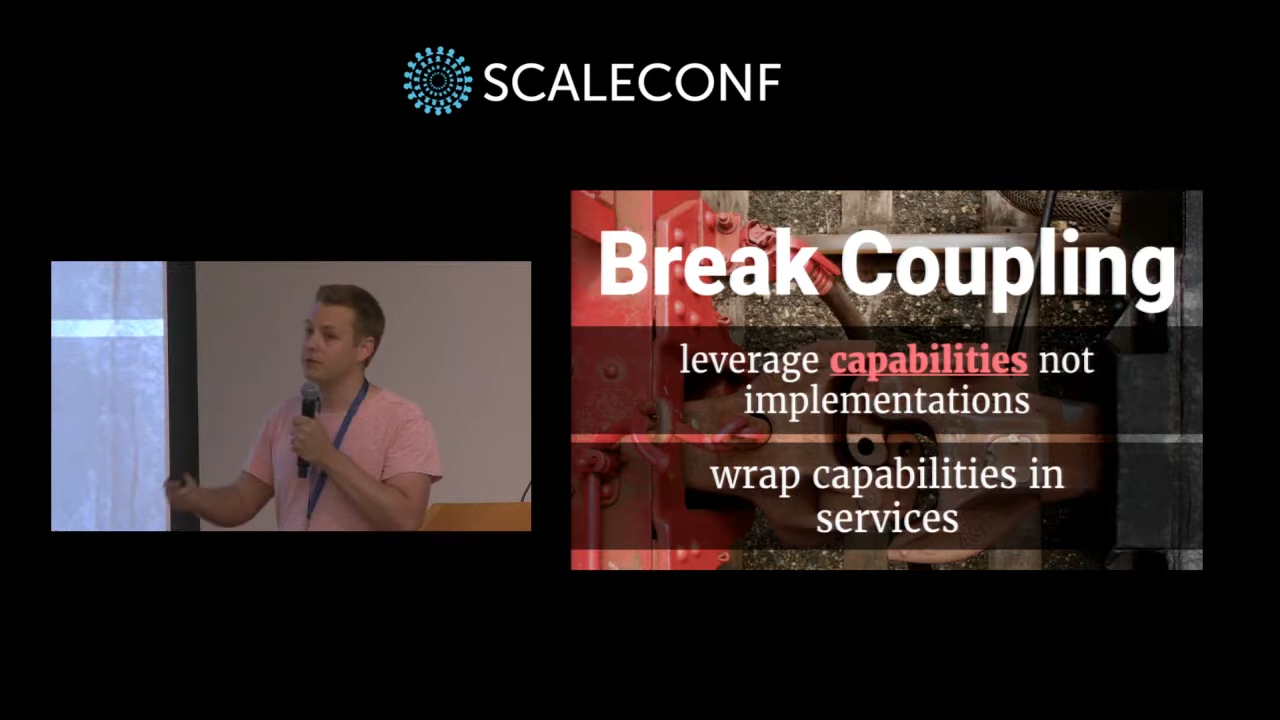 SCALECONF
Break Coupling
leverage capabilities not
implementations
wrap capabilities in
services